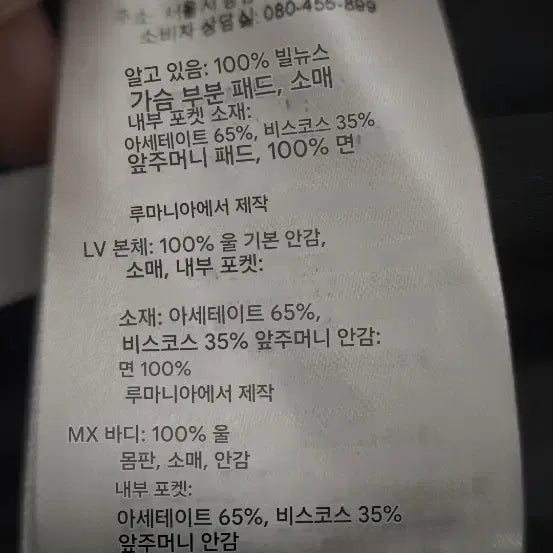 소비자 상담실: 080-455-899
알고 있음: 100% 빌뉴스
가슴 부분 패드, 소매
내부 포켓 소재:
아세테이트 65%, 비스코스 35%
앞주머니 패드, 100% 면
루마니아에서 제작
LV 본체: 100% 울 기본 안감,
소매, 내부 포켓:
소재: 아세테이트 65%,
비스코스 35% 앞주머니 안감:
면 100%
루마니아에서 제작
MX 바디: 100% 울
몸판, 소매, 안감
내부 포켓:
아세테이트 65%, 비스코스 35%
앞주머니 안감